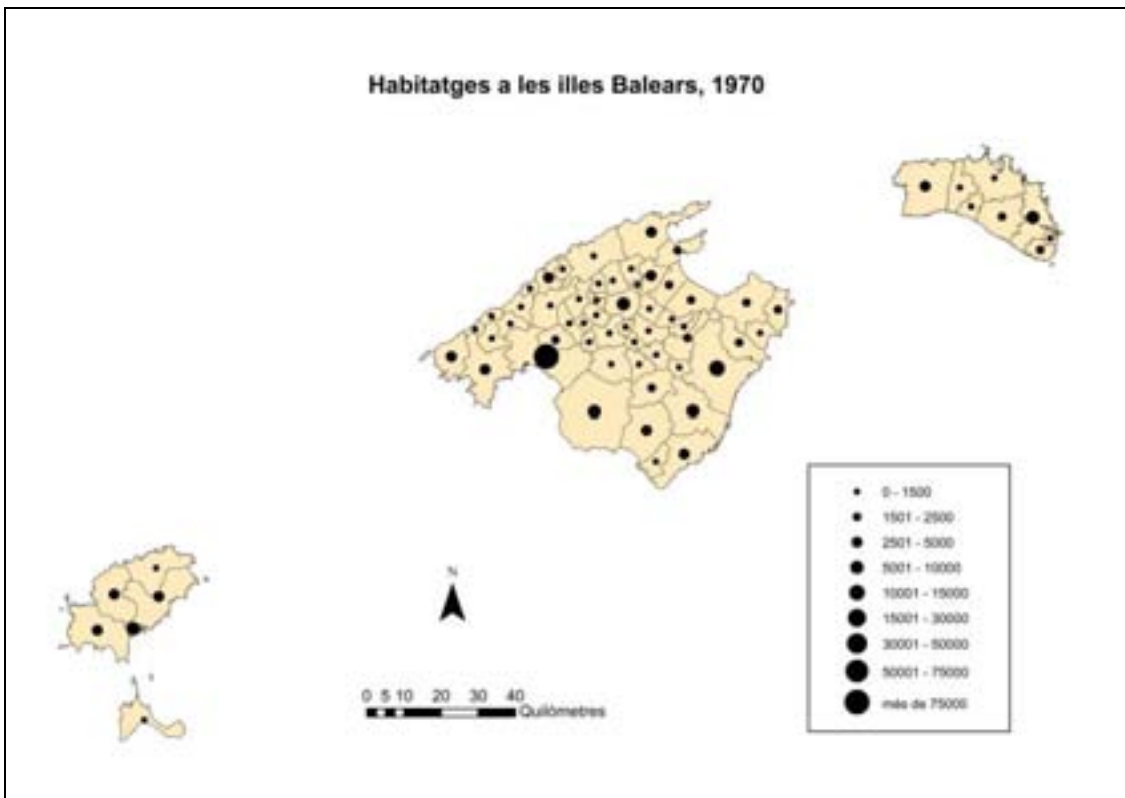 Habitatges a les illes Balears, 1970
0 - 1500
1501 - 2500
2501 - 5000
5001 - 10000
10001 - 15000
15001 - 30000
30001 - 50000
50001 - 75000
més de 75000
N
0 5 10 20 30 40
Quilòmetres